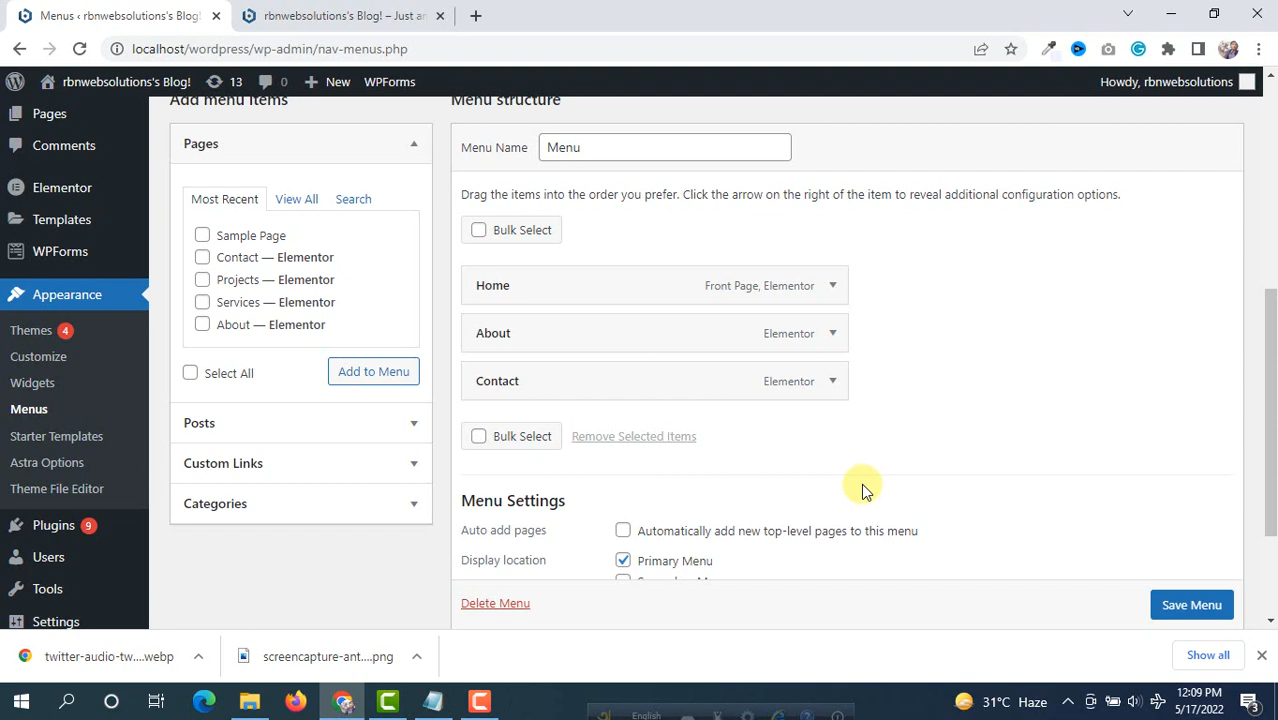 Menus ‹ rbnwebsolutions's Blog!
rbnwebsolutions's Blog! – Just an
localhost/wordpress/wp-admin/nav-menus.php
rbnwebsolutions's Blog!
13
0
New
WPForms
Howdy, rbnwebsolutions
Pages
Comments
Elementor
Templates
WPForms
Appearance
Themes 4
Customize
Widgets
Menus
Starter Templates
Astra Options
Theme File Editor
Plugins 9
Users
Tools
Settings
Add menu items
Pages
Most Recent
View All
Search
Sample Page
Contact — Elementor
Projects — Elementor
Services — Elementor
About — Elementor
Select All
Add to Menu
Posts
Custom Links
Categories
Menu structure
Menu Name
Menu
Drag the items into the order you prefer. Click the arrow on the right of the item to reveal additional configuration options.
Bulk Select
Home
Front Page, Elementor
About
Elementor
Contact
Elementor
Bulk Select
Remove Selected Items
Menu Settings
Auto add pages
Automatically add new top-level pages to this menu
Display location
Primary Menu
Delete Menu
Save Menu
twitter-audio-tw....webp
screencapture-ant....png
Show all
English
31°C Haze
12:09 PM
5/17/2022
3